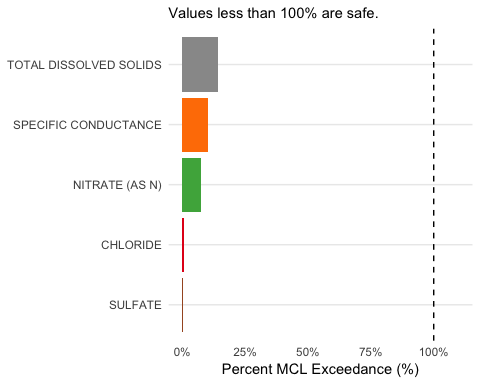 Values less than 100% are safe.
TOTAL DISSOLVED SOLIDS
SPECIFIC CONDUCTANCE
NITRATE (AS N)
CHLORIDE
SULFATE
0% 25% 50% 75% 100%
Percent MCL Exceedance (%)